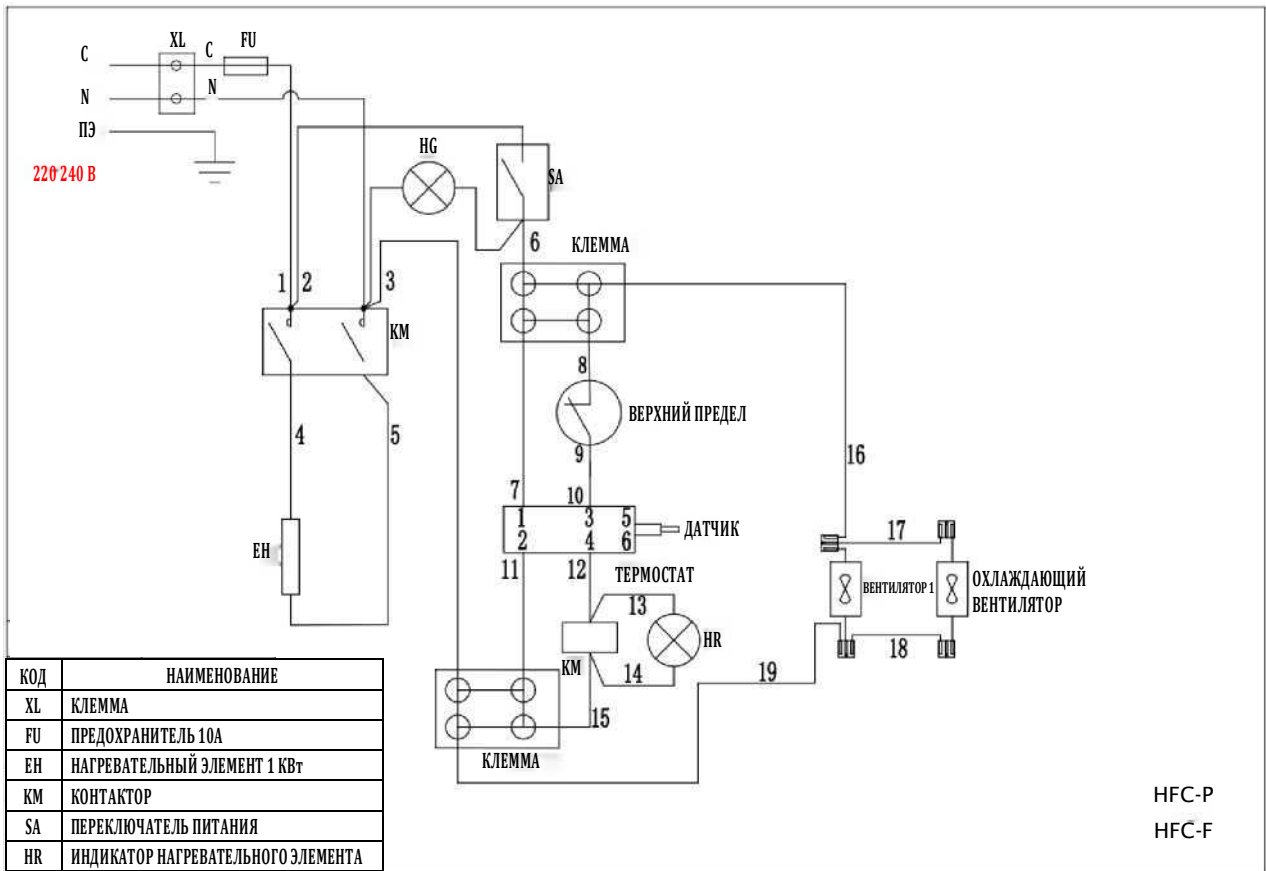 XL
C
C
FU
N
N
ПЭ
220 240 В
HG
SA
6
КЛЕММА
1
2
3
KM
8
ВЕРХНИЙ ПРЕДЕЛ
4
5
9
16
7
10
1
3
5
ДАТЧИК
2
4
6
17
EH
11
12
ТЕРМОСТАТ
ВЕНТИЛЯТОР 1
ОХЛАЖДАЮЩИЙ
ВЕНТИЛЯТОР
13
HR
18
KM
14
19
15
КЛЕММА
КОД НАИМЕНОВАНИЕ
XL КЛЕММА
FU ПРЕДОХРАНИТЕЛЬ 10А
EH НАГРЕВАТЕЛЬНЫЙ ЭЛЕМЕНТ 1 КВт
KM КОНТАКТОР
SA ПЕРЕКЛЮЧАТЕЛЬ ПИТАНИЯ
HR ИНДИКАТОР НАГРЕВАТЕЛЬНОГО ЭЛЕМЕНТА
HFC-P
HFC-F